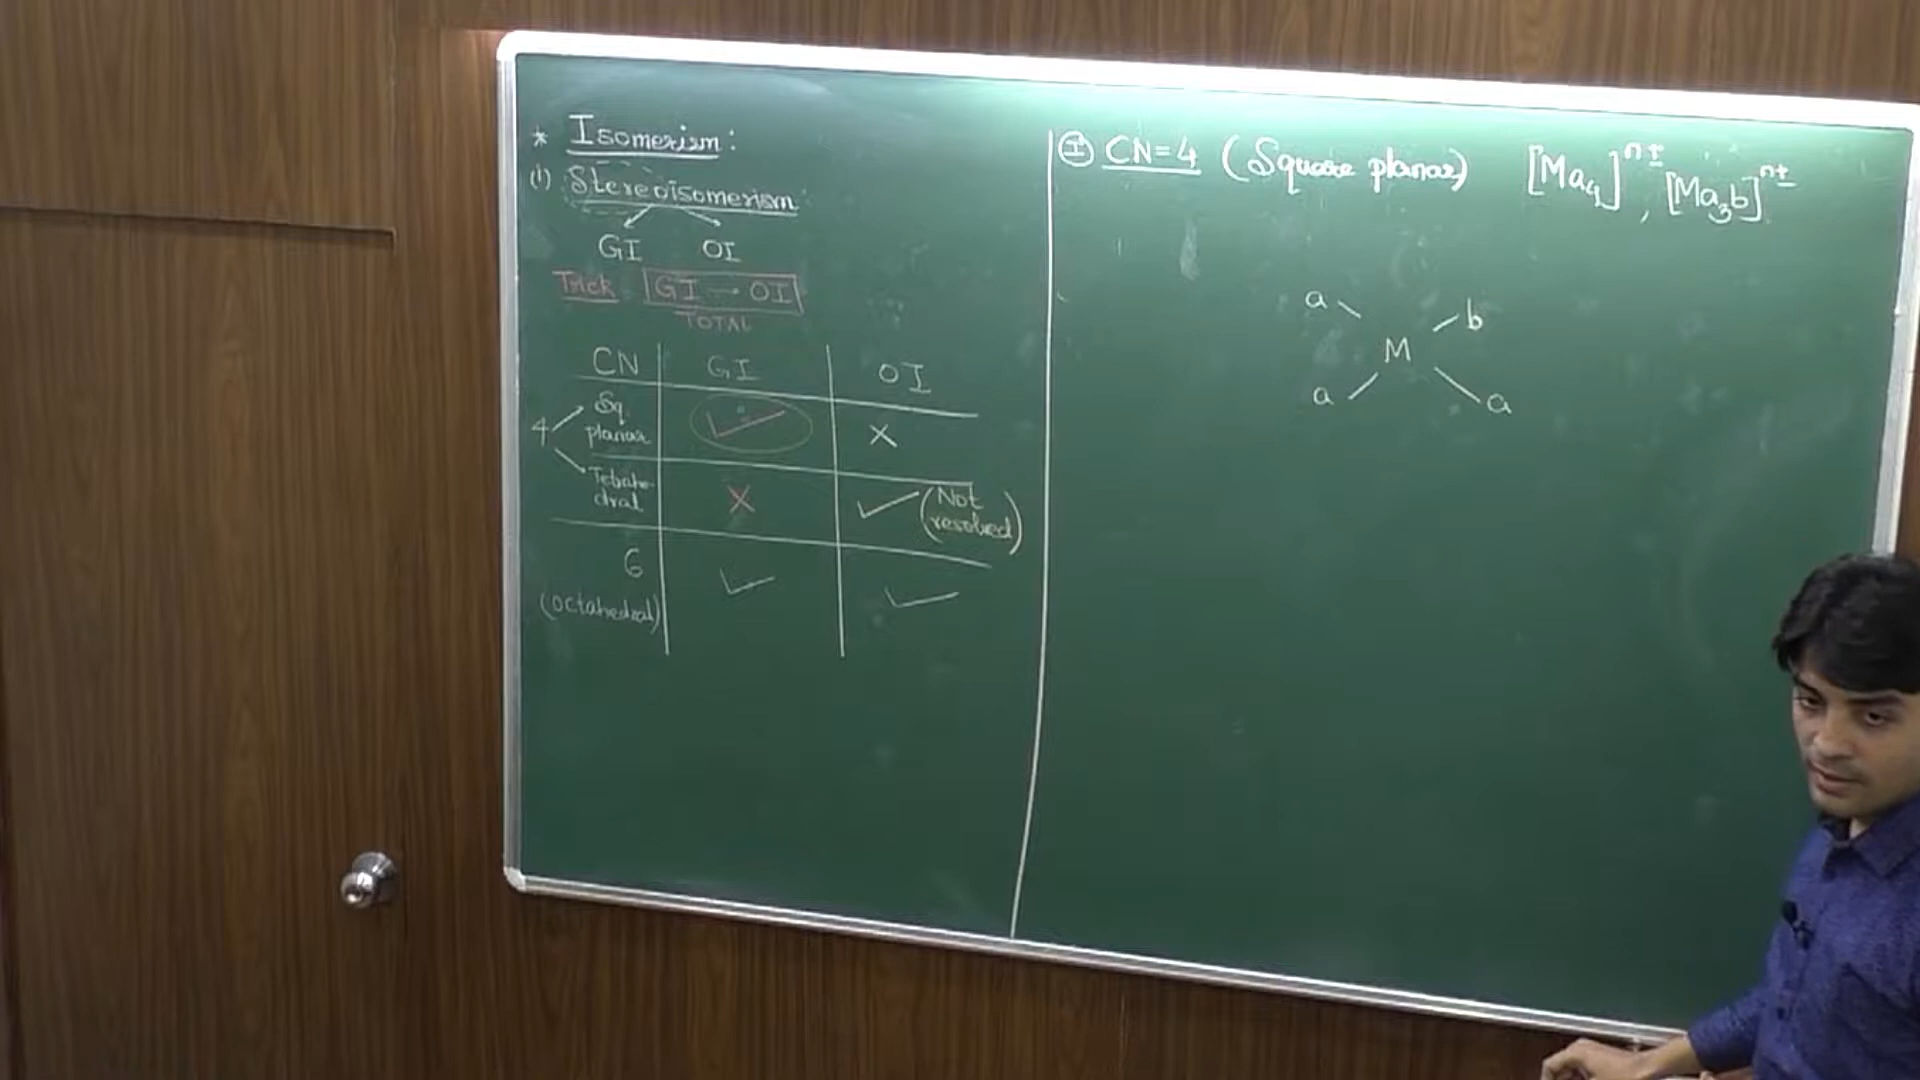 * Isomerism:
(1) Stereoisomerism
GI OI
Trick GI → OI
TOTAL
CN GI OI
4 Sq. planar ✓ ×
Tetrahedral × ✓ (Not resolved)
6 (octahedral) ✓ ✓
(I) CN=4 (Square planar) [Ma₄]ⁿ±, [Ma₃b]ⁿ±
a b
M
a a